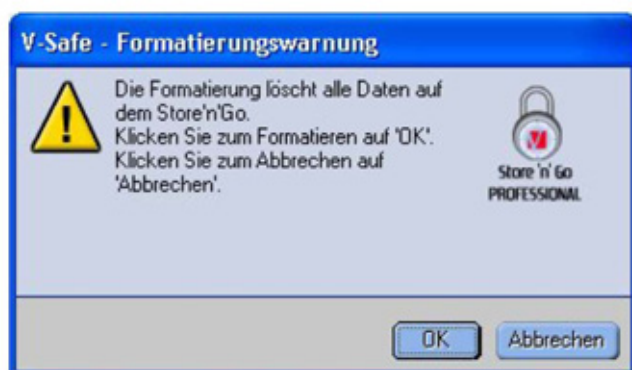 V-Safe - Formatierungswarnung
Die Formatierung löscht alle Daten auf
dem Store'n'Go.
Klicken Sie zum Formatieren auf 'OK'.
Klicken Sie zum Abbrechen auf
'Abbrechen'.
V
Store 'n' Go
PROFESSIONAL
OK
Abbrechen